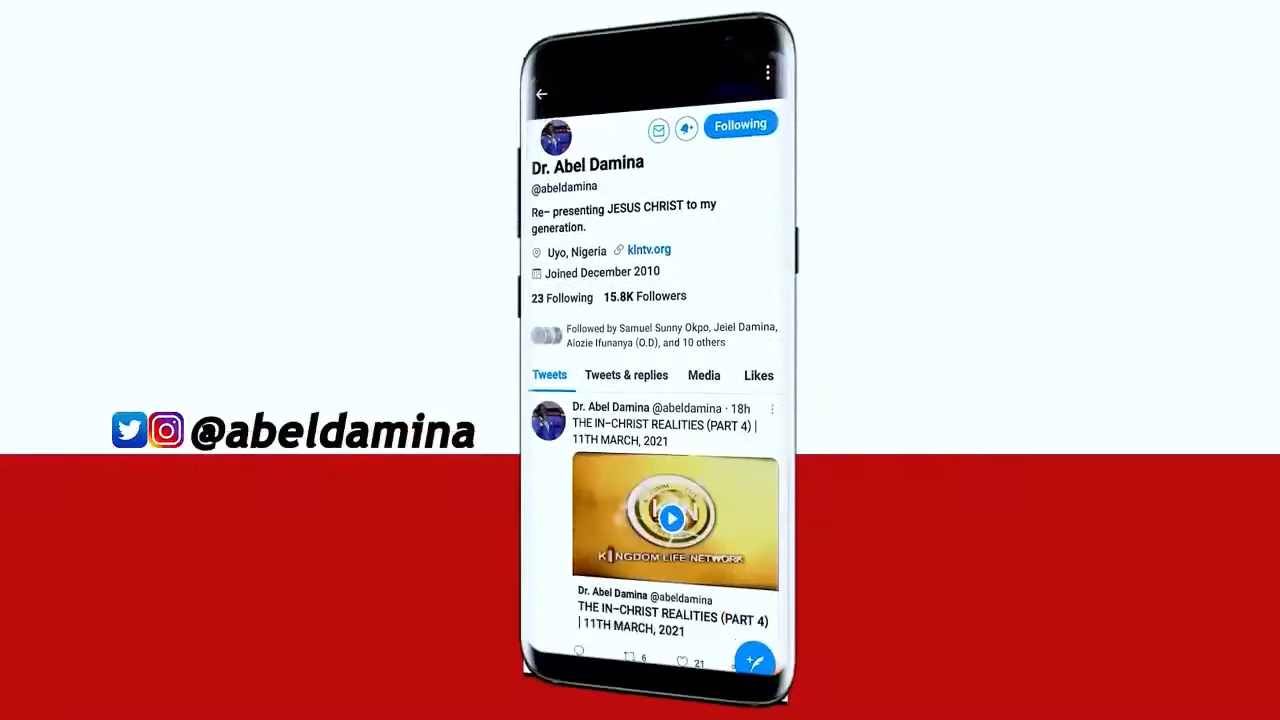 Following
Dr. Abel Damina
@abeldamina
Re- presenting JESUS CHRIST to my
generation.
Uyo, Nigeria klntv.org
Joined December 2010
23 Following 15.8K Followers
Followed by Samuel Sunny Okpo, Jeiel Damina,
Alozie Ifunanya (O.D), and 10 others
Tweets Tweets & replies Media Likes
Dr. Abel Damina @abeldamina · 18h
THE IN-CHRIST REALITIES (PART 4) |
11TH MARCH, 2021
@abeldamina
KINGDOM LIFE NETWORK
Dr. Abel Damina @abeldamina
THE IN-CHRIST REALITIES (PART 4)
| 11TH MARCH, 2021
6 21